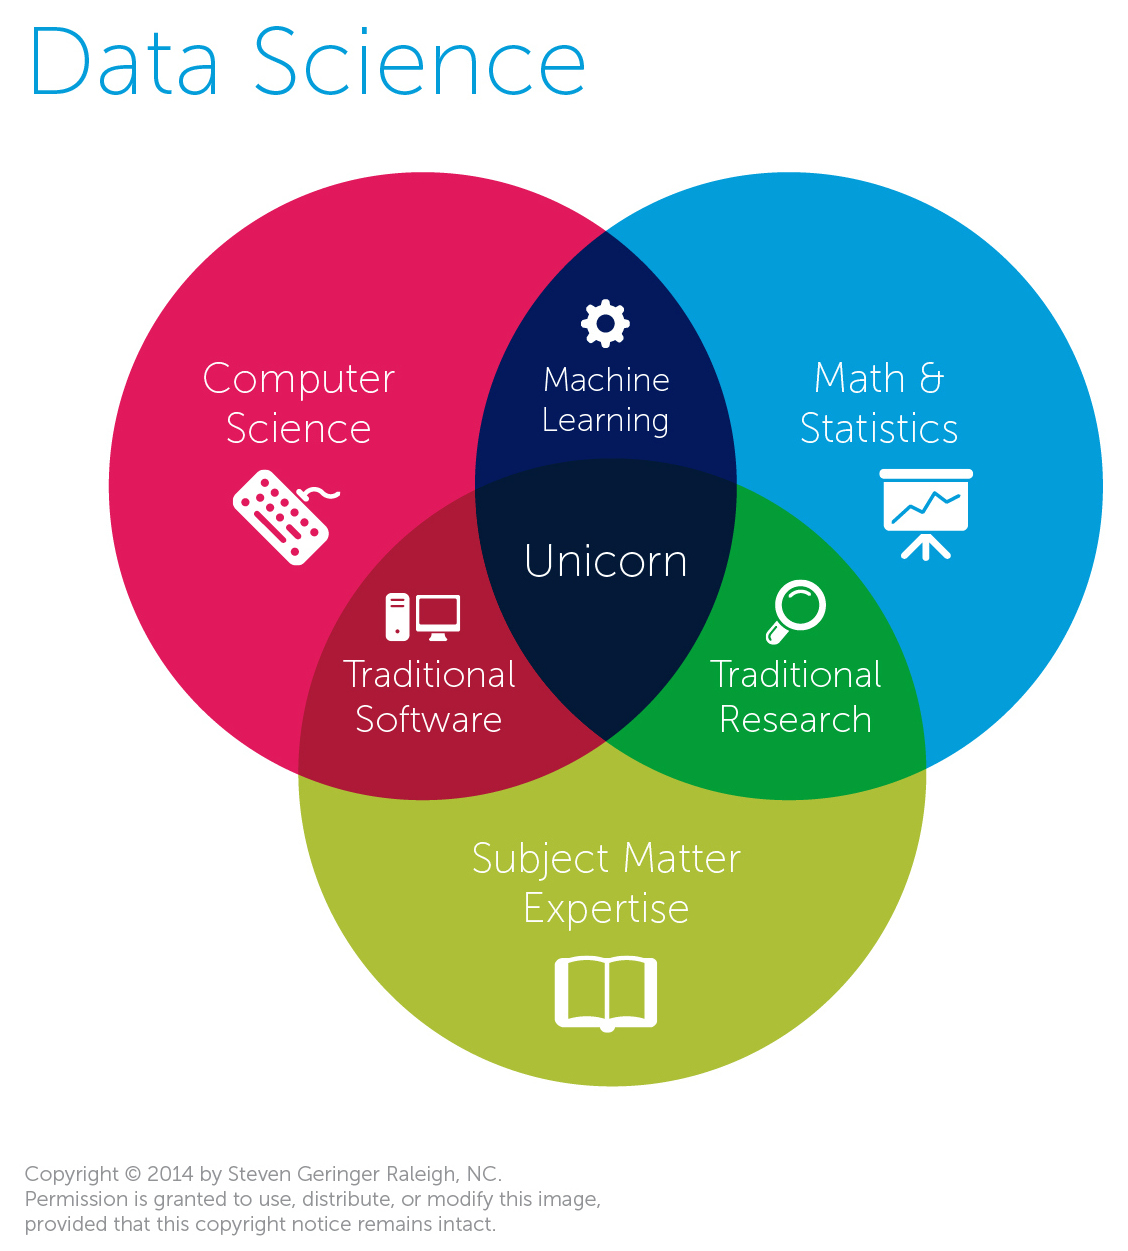 Data Science
Computer
Science
Machine
Learning
Math &
Statistics
Unicorn
Traditional
Software
Traditional
Research
Subject Matter
Expertise
Copyright © 2014 by Steven Geringer Raleigh, NC.
Permission is granted to use, distribute, or modify this image,
provided that this copyright notice remains intact.